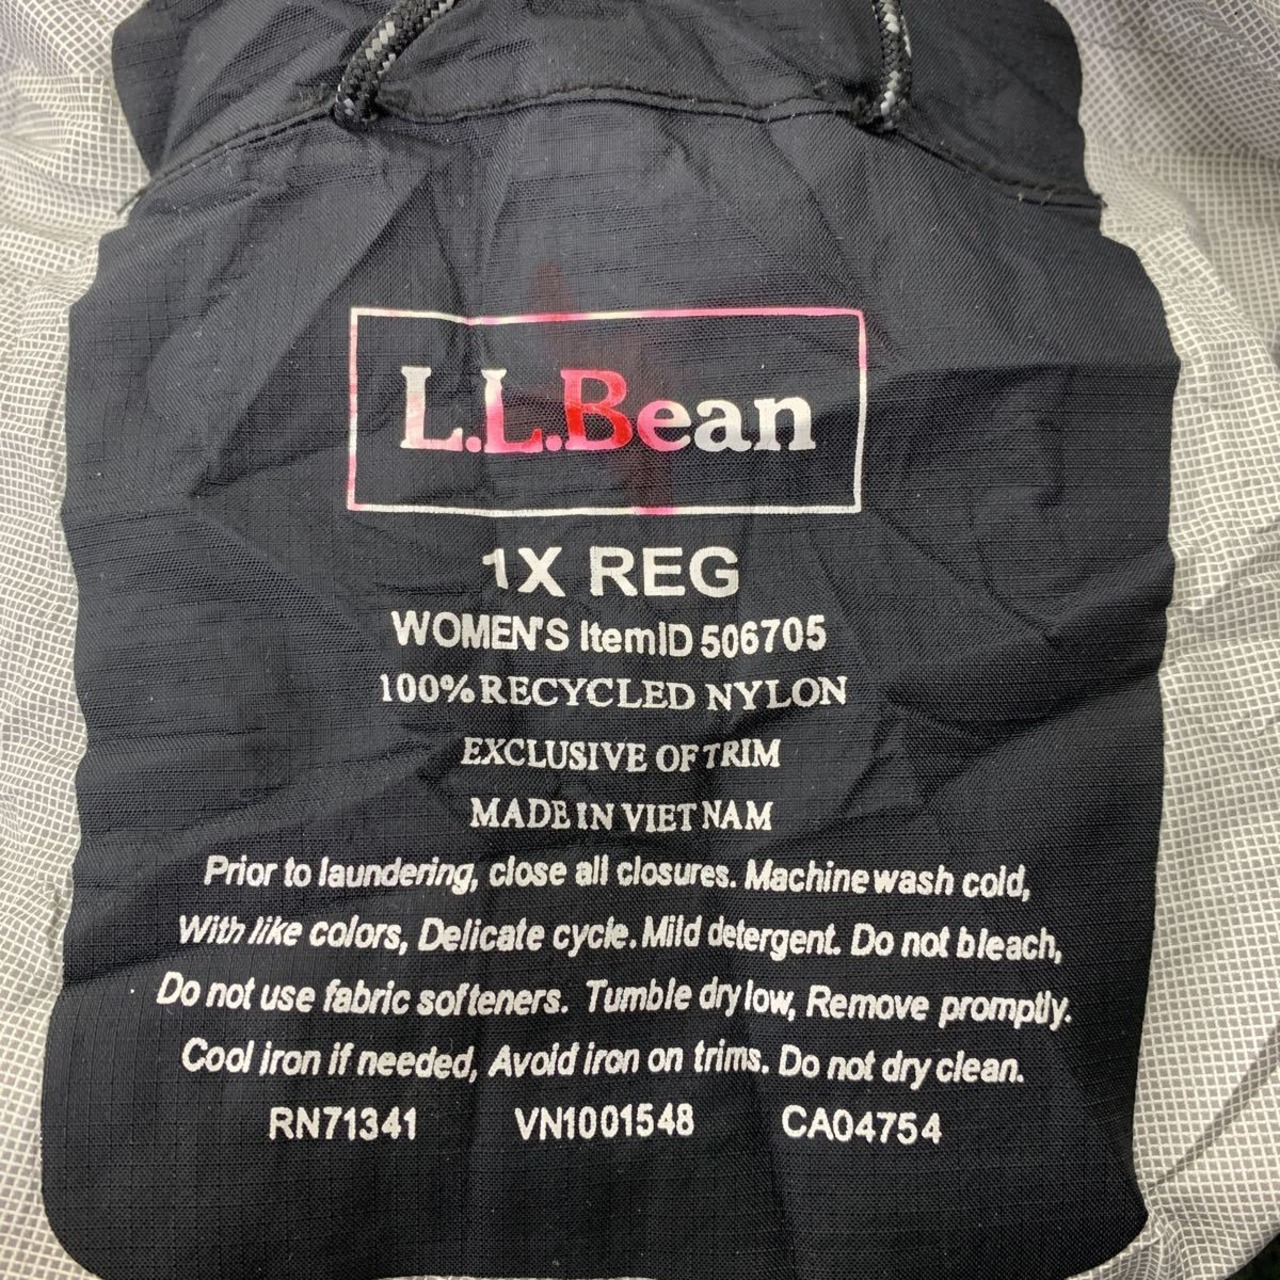 L.L.Bean
1X REG
WOMEN'S ItemID 506705
100% RECYCLED NYLON
EXCLUSIVE OF TRIM
MADE IN VIETNAM
Prior to laundering, close all closures. Machine wash cold,
With like colors, Delicate cycle. Mild detergent. Do not bleach,
Do not use fabric softeners. Tumble dry low, Remove promptly.
Cool iron if needed, Avoid iron on trims. Do not dry clean.
RN71341 VN1001548 CA04754